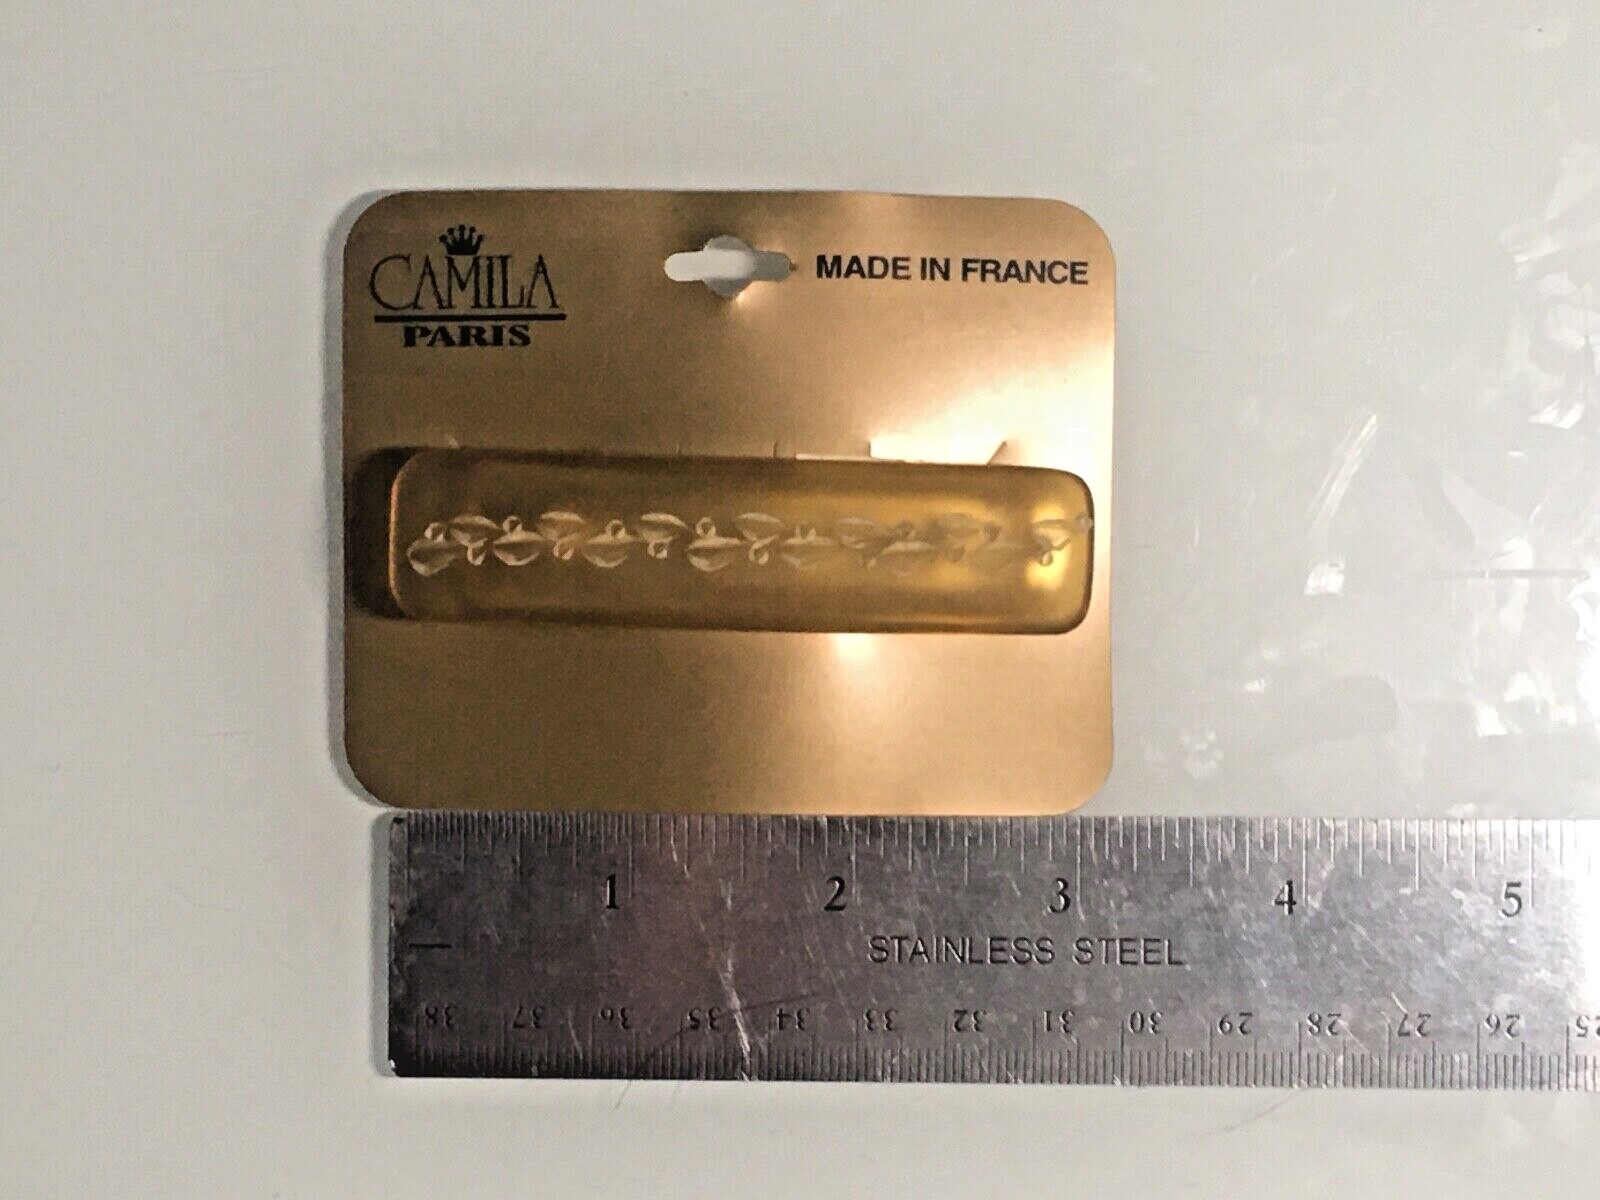 CAMILA
PARIS
MADE IN FRANCE
1 2 3 4 5
STAINLESS STEEL
38 37 36 35 34 33 32 31 30 29 28 27 26 25